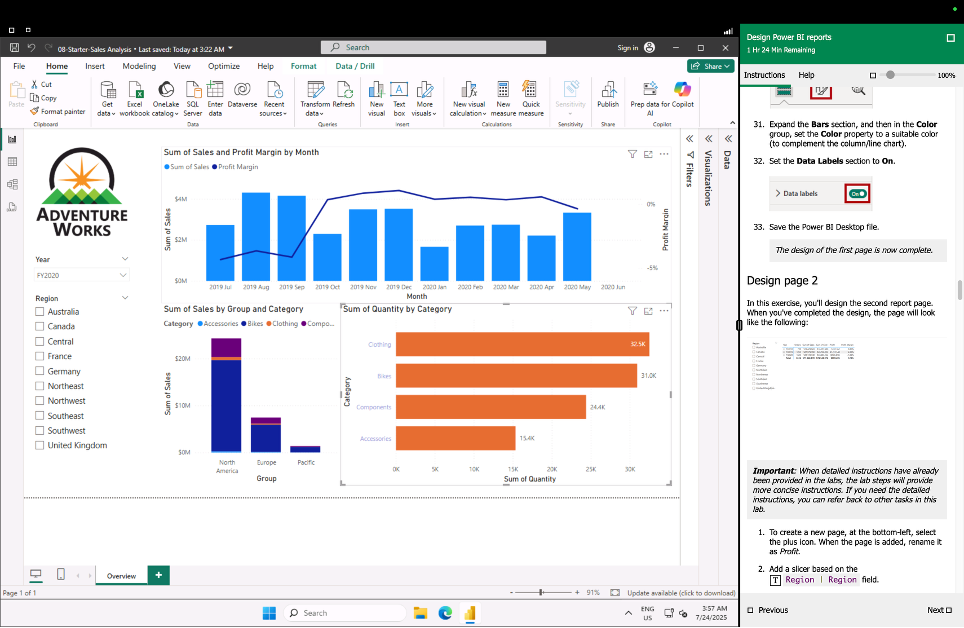 08-Starter-Sales Analysis • Last saved: Today at 3:22 AM
Search
Sign in
File Home Insert Modeling View Optimize Help Format Data / Drill
Share
Paste
Cut
Copy
Format painter
Clipboard
Get data
Excel workbook
OneLake catalog
SQL Server
Enter data
Dataverse
Recent sources
Data
Transform data
Refresh
Queries
New visual
Text box
More visuals
Insert
New visual calculation
New measure
Quick measure
Calculations
Sensitivity
Sensitivity
Publish
Share
Prep data for AI
Copilot
Copilot
ADVENTURE
WORKS
Year
FY2020
Region
Australia
Canada
Central
France
Germany
Northeast
Northwest
Southeast
Southwest
United Kingdom
Sum of Sales and Profit Margin by Month
Sum of Sales Profit Margin
Sum of Sales
$4M
$2M
$0M
0%
-5%
Profit Margin
2019 Jul 2019 Aug 2019 Sep 2019 Oct 2019 Nov 2019 Dec 2020 Jan 2020 Feb 2020 Mar 2020 Apr 2020 May 2020 Jun
Month
Sum of Sales by Group and Category
Category Accessories Bikes Clothing Compo...
Sum of Sales
$20M
$10M
$0M
North America
Europe
Pacific
Group
Sum of Quantity by Category
Category
Clothing 32.5K
Bikes 31.0K
Components 24.4K
Accessories 15.4K
0K 5K 10K 15K 20K 25K 30K
Sum of Quantity
Filters
Visualizations
Data
Overview
Page 1 of 1
91%
Update available (click to download)
Search
ENG
US
3:57 AM
7/24/2025
Design Power BI reports
1 Hr 24 Min Remaining
Instructions Help
100%
31. Expand the Bars section, and then in the Color
group, set the Color property to a suitable color
(to complement the column/line chart).
32. Set the Data Labels section to On.
Data labels
On
33. Save the Power BI Desktop file.
The design of the first page is now complete.
Design page 2
In this exercise, you'll design the second report page.
When you've completed the design, the page will look
like the following:
Important: When detailed instructions have already
been provided in the labs, the lab steps will provide
more concise instructions. If you need the detailed
instructions, you can refer back to other tasks in this
lab.
1. To create a new page, at the bottom-left, select
the plus icon. When the page is added, rename it
as Profit.
2. Add a slicer based on the
T Region | Region field.
Previous
Next